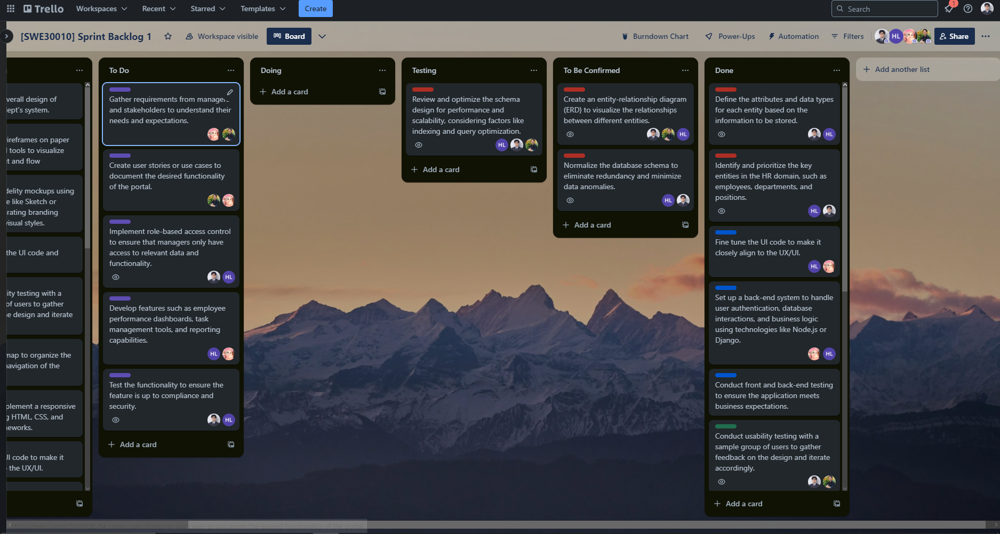 Trello
Workspaces
Recent
Starred
Templates
Create
Search
1
[SWE30010] Sprint Backlog 1
Workspace visible
Board
Burndown Chart
Power-Ups
Automation
Filters
HL
Share
verall design of
lept's system.
vireframes on paper
l tools to visualize
t and flow
delity mockups using
e like Sketch or
rating branding
visual styles.
the UI code and
ity testing with a
of users to gather
e design and iterate
map to organize the
navigation of the
plement a responsive
g HTML, CSS, and
neworks.
JI code to make it
the UX/UI.
To Do
Gather requirements from manager
and stakeholders to understand their
needs and expectations.
Create user stories or use cases to
document the desired functionality
of the portal.
Implement role-based access control
to ensure that managers only have
access to relevant data and
functionality.
HL
Develop features such as employee
performance dashboards, task
management tools, and reporting
capabilities.
HL
Test the functionality to ensure the
feature is up to compliance and
security.
HL
Add a card
Doing
Add a card
Testing
Review and optimize the schema
design for performance and
scalability, considering factors like
indexing and query optimization.
HL
Add a card
To Be Confirmed
Create an entity-relationship diagram
(ERD) to visualize the relationships
between different entities.
HL
Normalize the database schema to
eliminate redundancy and minimize
data anomalies.
HL
Add a card
Done
Define the attributes and data types
for each entity based on the
information to be stored.
HL
Identify and prioritize the key
entities in the HR domain, such as
employees, departments, and
positions.
HL
Fine tune the UI code to make it
closely align to the UX/UI.
HL
Set up a back-end system to handle
user authentication, database
interactions, and business logic
using technologies like Node.js or
Django.
HL
Conduct front and back-end testing
to ensure the application meets
business expectations.
Conduct usability testing with a
sample group of users to gather
feedback on the design and iterate
accordingly.
Add a card
Add another list